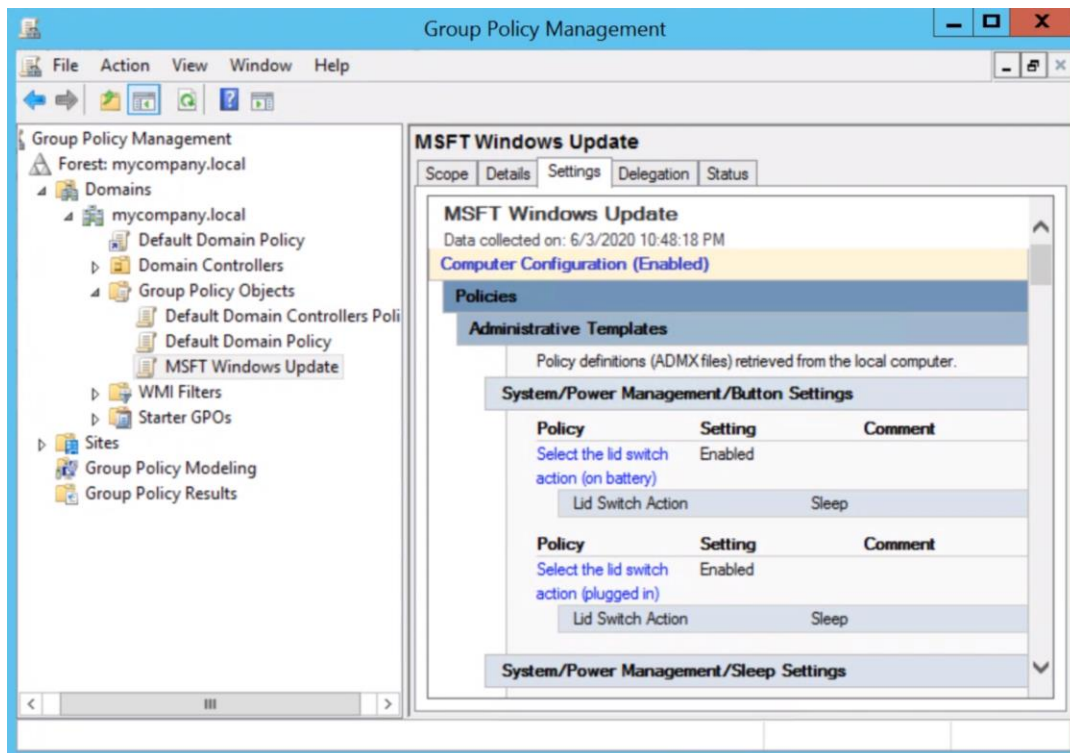 Group Policy Management
File Action View Window Help
Group Policy Management
Forest: mycompany.local
Domains
mycompany.local
Default Domain Policy
Domain Controllers
Group Policy Objects
Default Domain Controllers Poli
Default Domain Policy
MSFT Windows Update
WMI Filters
Starter GPOs
Sites
Group Policy Modeling
Group Policy Results
MSFT Windows Update
Scope Details Settings Delegation Status
MSFT Windows Update
Data collected on: 6/3/2020 10:48:18 PM
Computer Configuration (Enabled)
Policies
Administrative Templates
Policy definitions (ADMX files) retrieved from the local computer.
System/Power Management/Button Settings
Policy Setting Comment
Select the lid switch Enabled
action (on battery)
Lid Switch Action Sleep
Policy Setting Comment
Select the lid switch Enabled
action (plugged in)
Lid Switch Action Sleep
System/Power Management/Sleep Settings